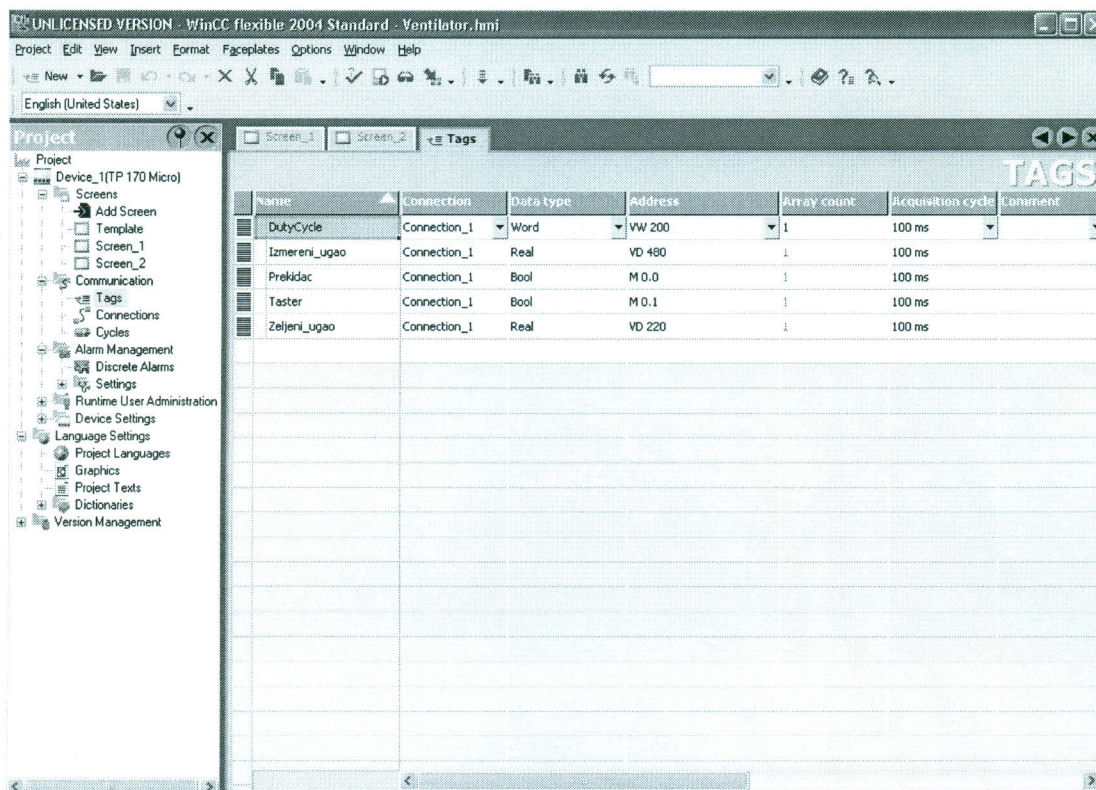 UNLICENSED VERSION - WinCC flexible 2004 Standard - Ventilator.hmi
Project Edit View Insert Format Faceplates Options Window Help
New
English (United States)
Project
Screen_1 Screen_2 Tags
Project
Device_1(TP 170 Micro)
Screens
Add Screen
Template
Screen_1
Screen_2
Communication
Tags
Connections
Cycles
Alarm Management
Discrete Alarms
Settings
Runtime User Administration
Device Settings
Language Settings
Project Languages
Graphics
Project Texts
Dictionaries
Version Management
TAGS
Name Connection Data type Address Array count Acquisition cycle Comment
DutyCycle Connection_1 Word VW 200 1 100 ms
Izmereni_ugao Connection_1 Real VD 480 1 100 ms
Prekidac Connection_1 Bool M 0.0 1 100 ms
Taster Connection_1 Bool M 0.1 1 100 ms
Zeljeni_ugao Connection_1 Real VD 220 1 100 ms